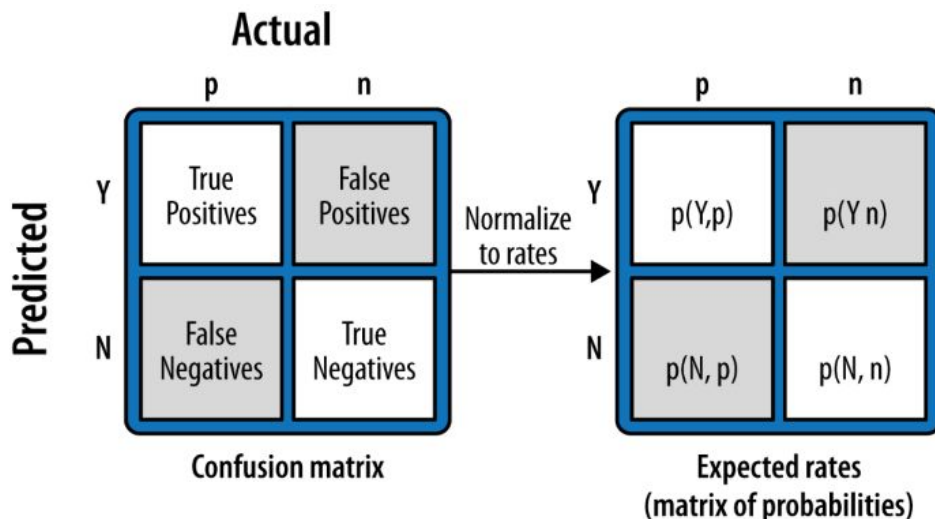 Actual
p n
p n
Predicted
Y
True
Positives
False
Positives
Normalize
to rates
Y
p(Y,p)
p(Y n)
N
False
Negatives
True
Negatives
N
p(N, p)
p(N, n)
Confusion matrix
Expected rates
(matrix of probabilities)